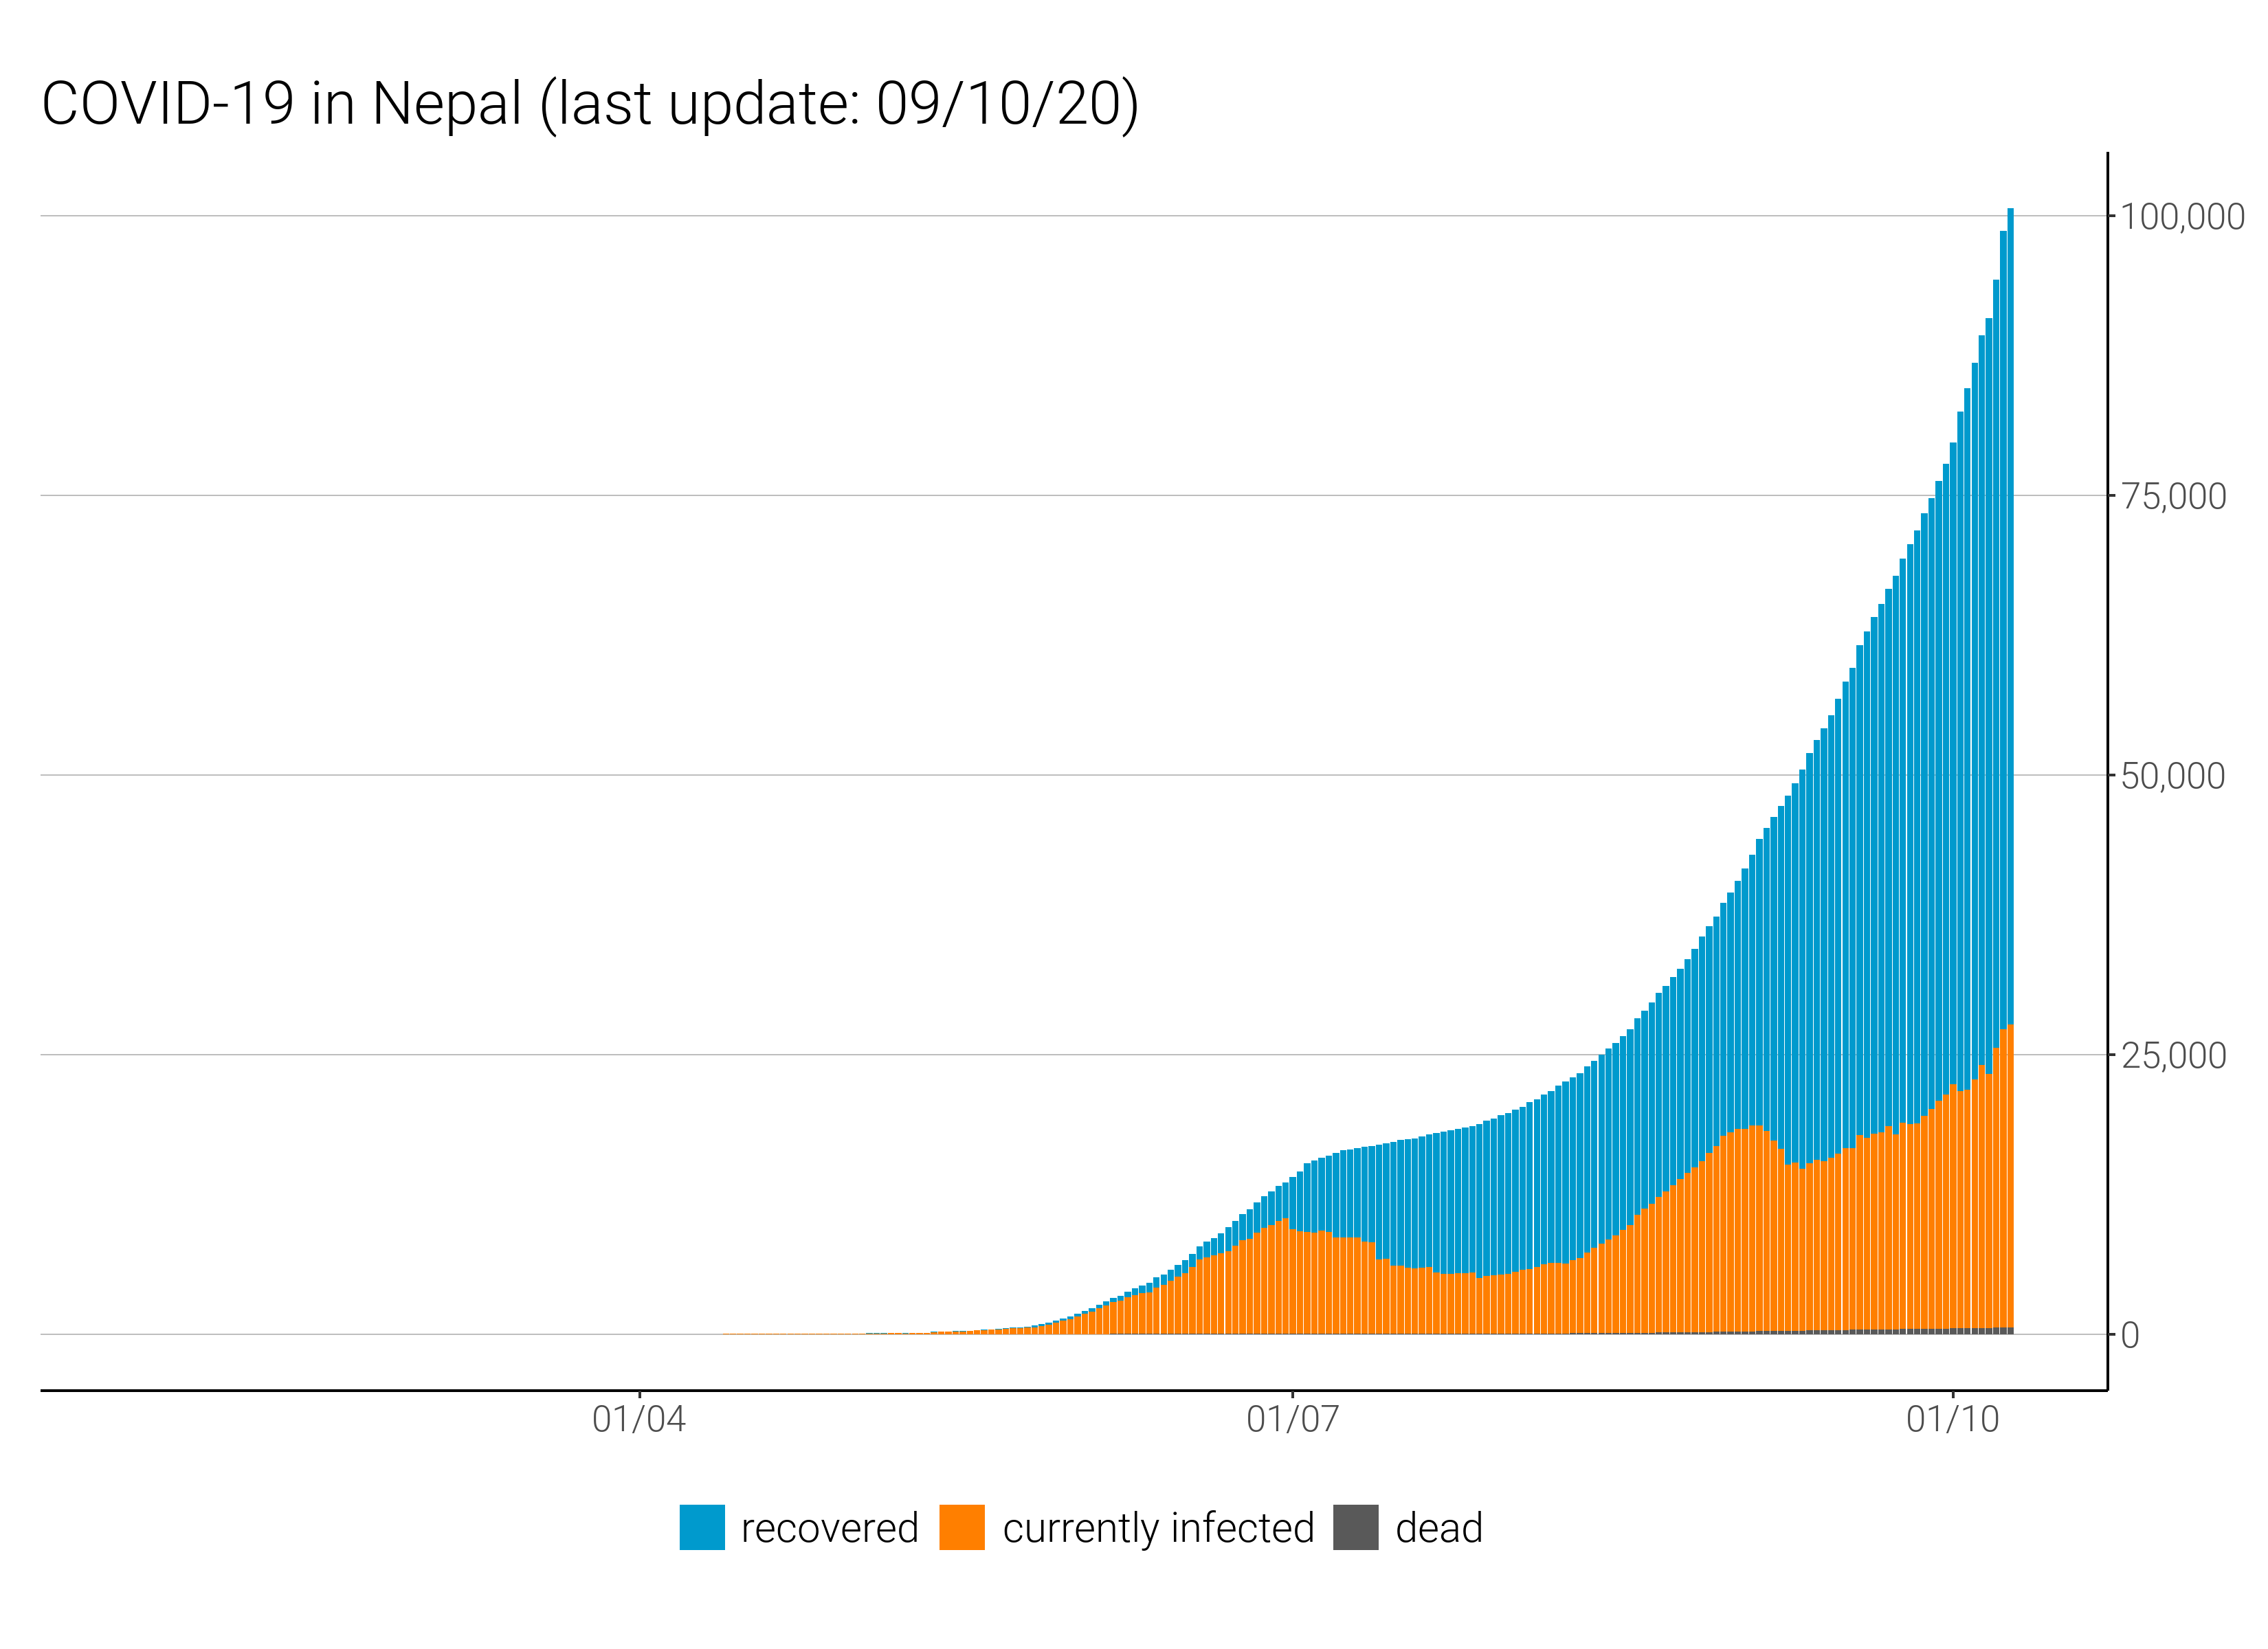 COVID-19 in Nepal (last update: 09/10/20)
100,000
75,000
50,000
25,000
0
01/04 01/07 01/10
recovered currently infected dead